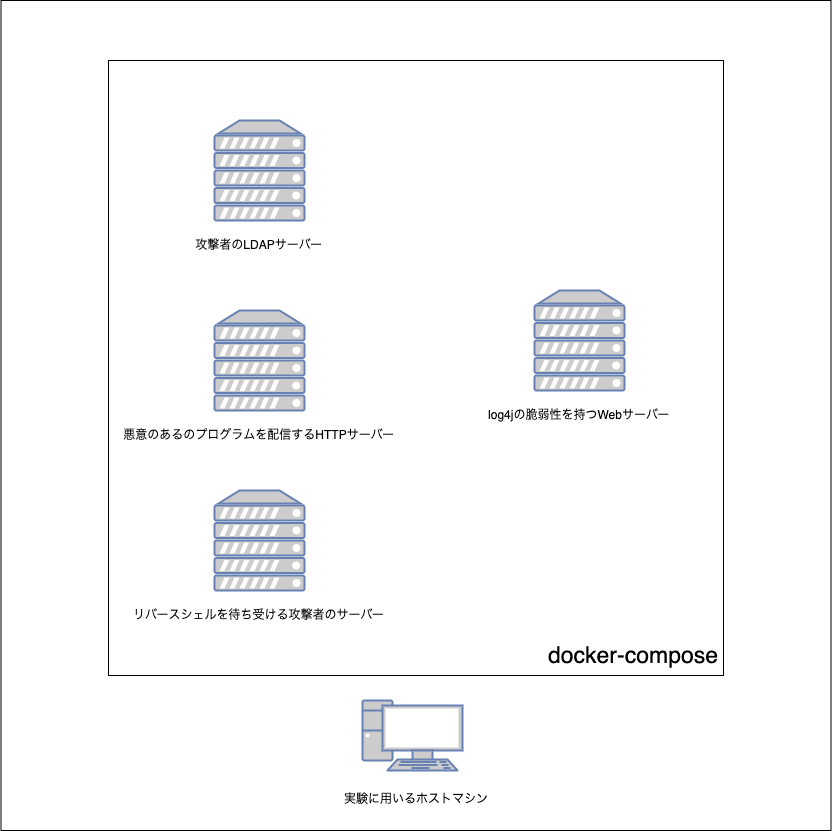 攻撃者のLDAPサーバー
悪意のあるのプログラムを配信するHTTPサーバー
log4jの脆弱性を持つWebサーバー
リバースシェルを待ち受ける攻撃者のサーバー
docker-compose
実験に用いるホストマシン